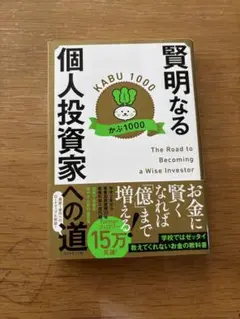 賢明なる
個人投資家
への道
KABU 1000
かぶ1000
The Road to
Becoming
a Wise Investor
お金に
賢く
なれば
億まで
増える!
15万
学校ではゼッタイ
教えてくれないお金の教科書